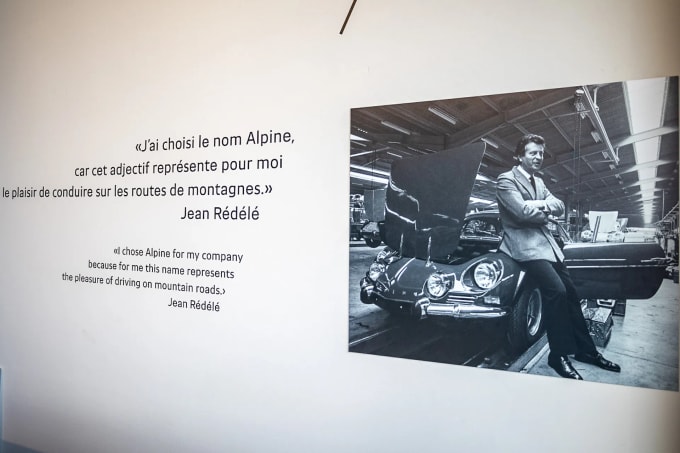 «J'ai choisi le nom Alpine,
car cet adjectif représente pour moi
le plaisir de conduire sur les routes de montagnes.»
Jean Rédélé
«I chose Alpine for my company
because for me this name represents
the pleasure of driving on mountain roads.›
Jean Rédélé